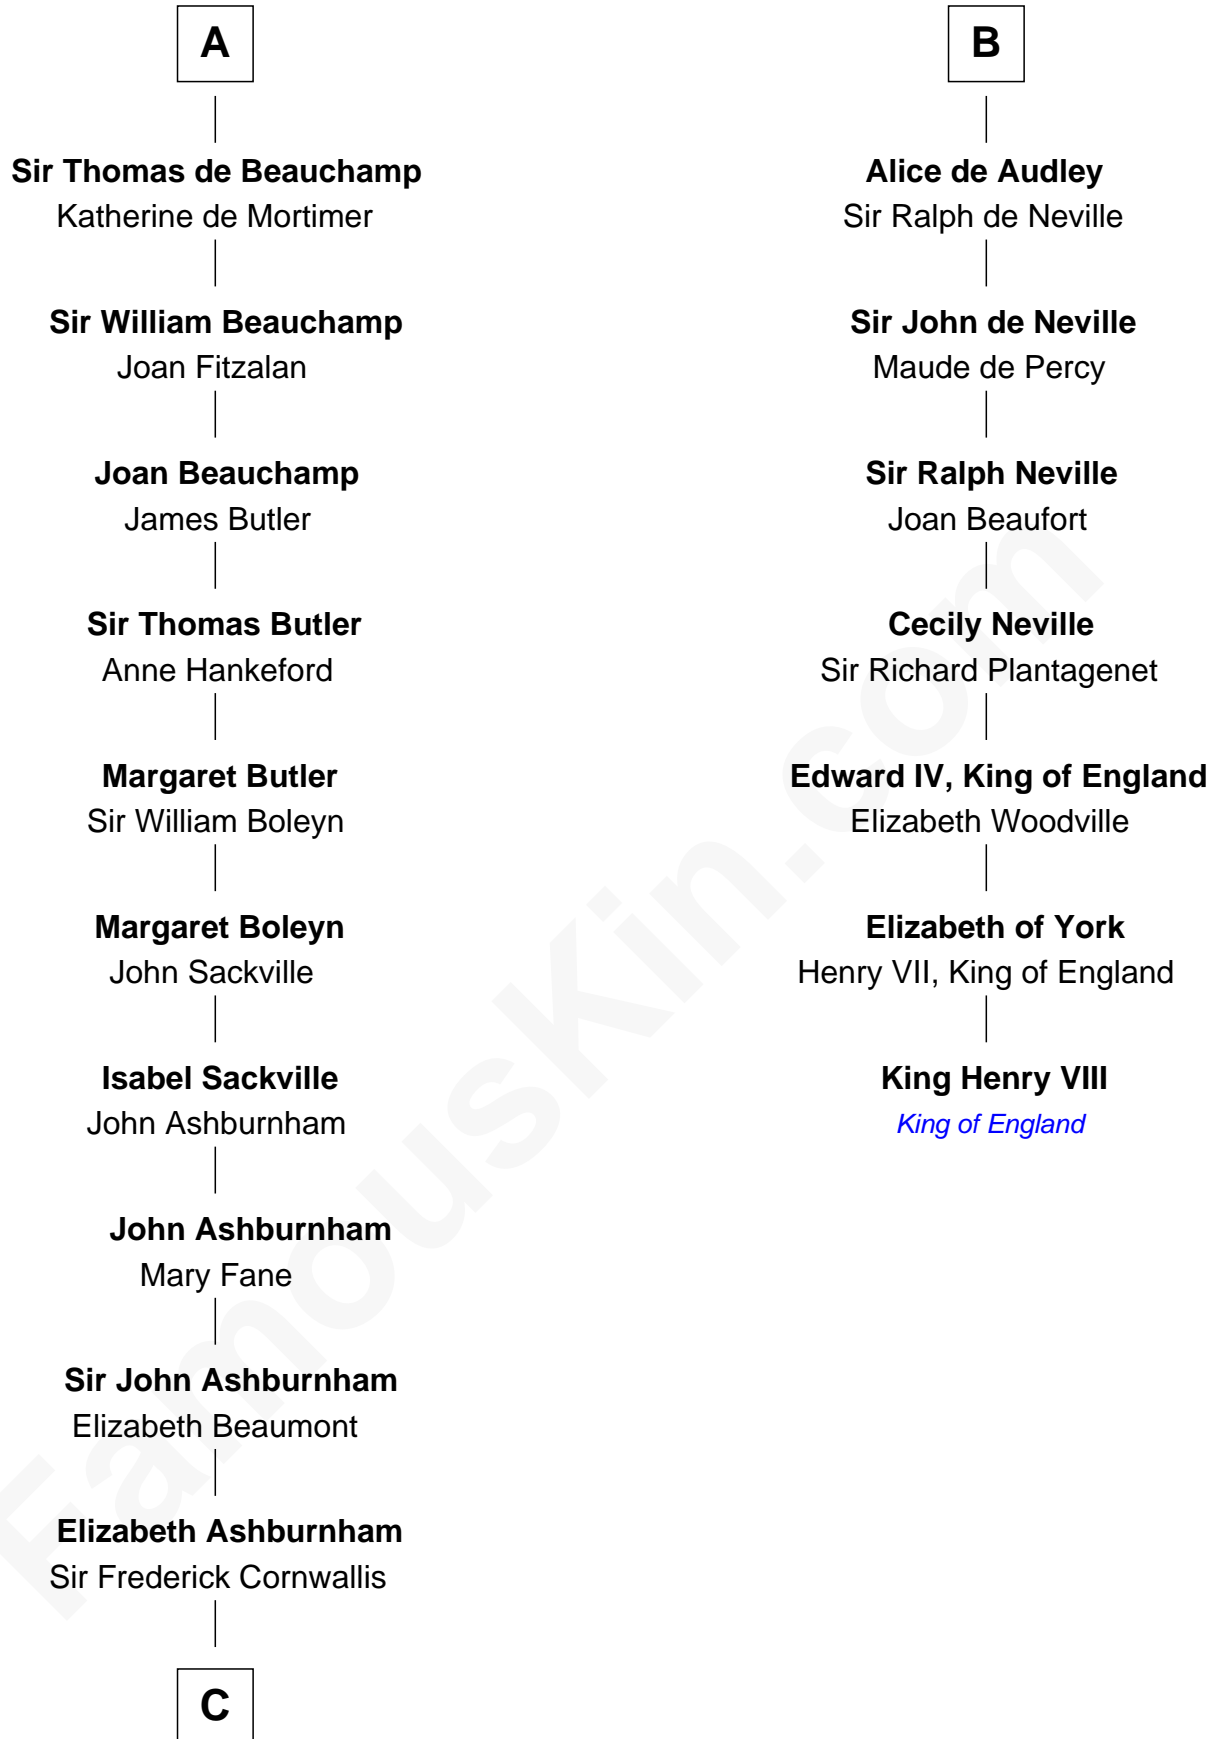 A
Sir Thomas de Beauchamp
Katherine de Mortimer
Sir William Beauchamp
Joan Fitzalan
Joan Beauchamp
James Butler
Sir Thomas Butler
Anne Hankeford
Margaret Butler
Sir William Boleyn
Margaret Boleyn
John Sackville
Isabel Sackville
John Ashburnham
John Ashburnham
Mary Fane
Sir John Ashburnham
Elizabeth Beaumont
Elizabeth Ashburnham
Sir Frederick Cornwallis
C
B
Alice de Audley
Sir Ralph de Neville
Sir John de Neville
Maude de Percy
Sir Ralph Neville
Joan Beaufort
Cecily Neville
Sir Richard Plantagenet
Edward IV, King of England
Elizabeth Woodville
Elizabeth of York
Henry VII, King of England
King Henry VIII
King of England
FamousKin.com